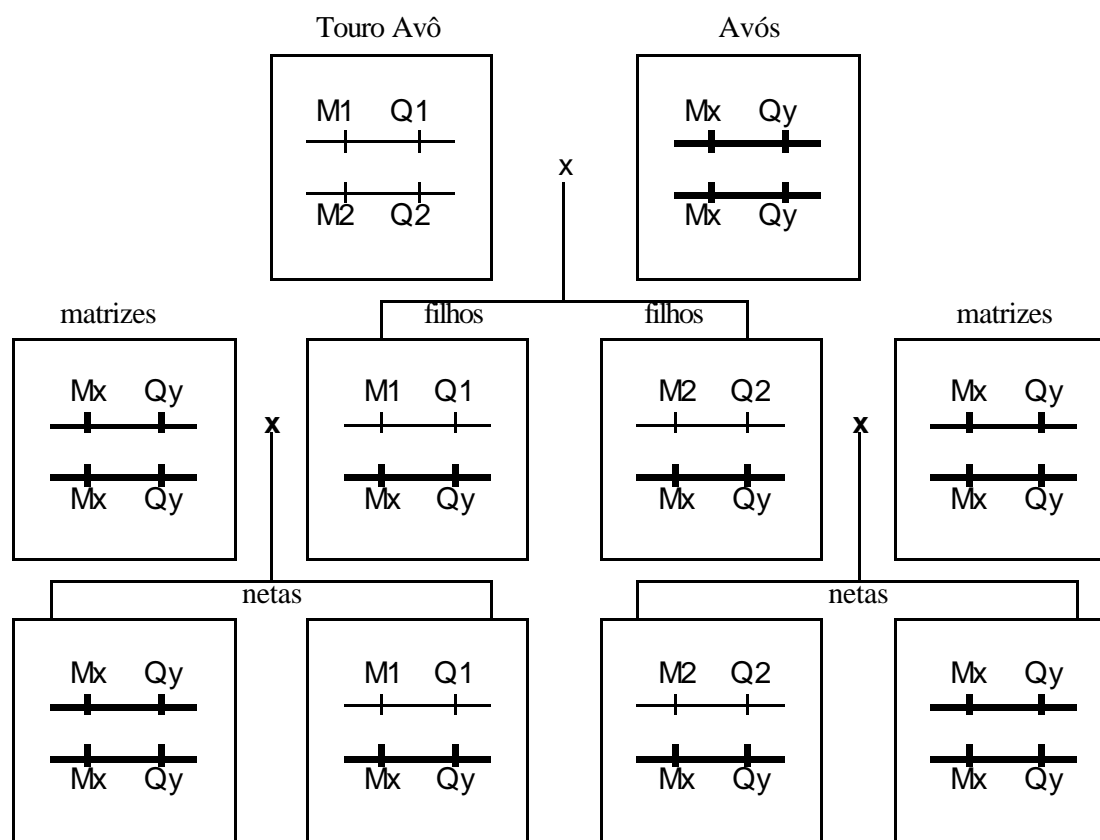 Touro Avô Avós
M1 Q1 Mx Qy
x
M2 Q2 Mx Qy
matrizes filhos filhos matrizes
Mx Qy M1 Q1 M2 Q2 Mx Qy
x x
Mx Qy Mx Qy Mx Qy Mx Qy
netas netas
Mx Qy M1 Q1 M2 Q2 Mx Qy
Mx Qy Mx Qy Mx Qy Mx Qy